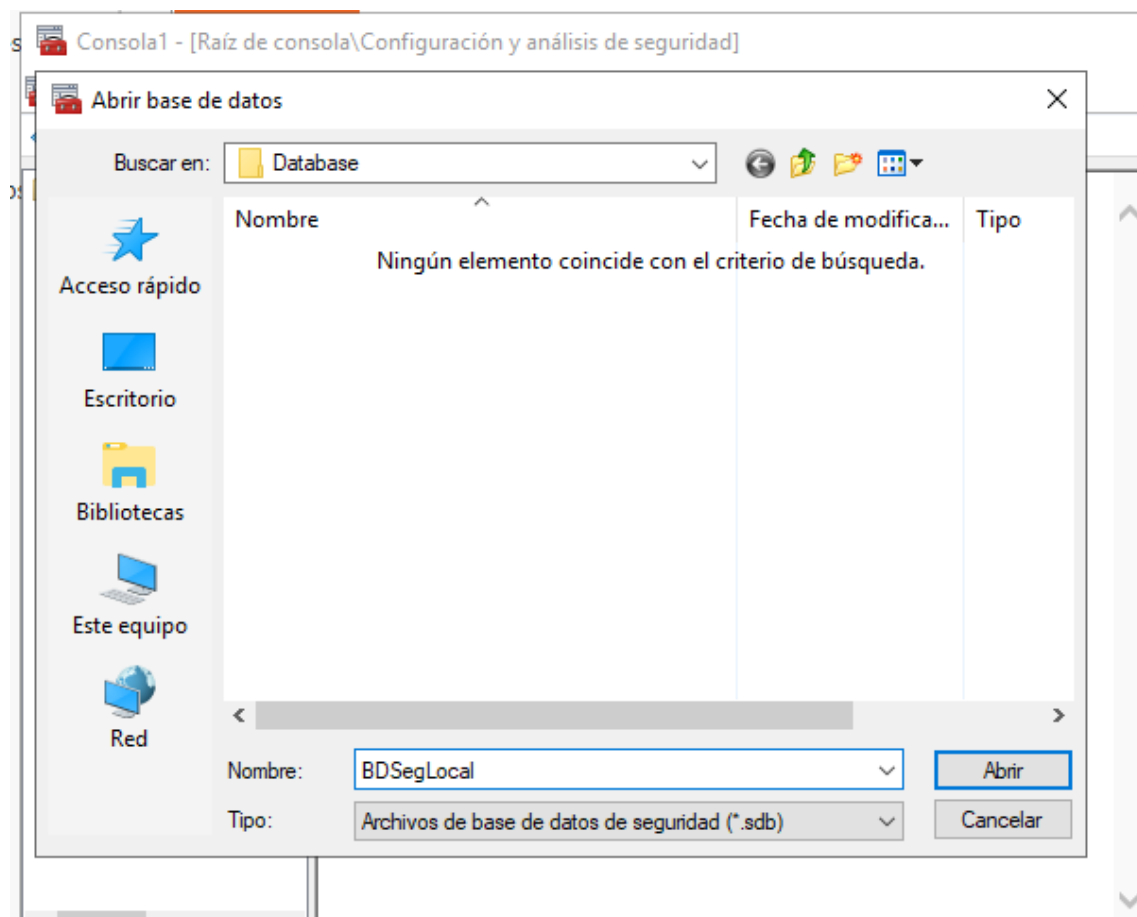 Consola1 - [Raíz de consola\Configuración y análisis de seguridad]
Abrir base de datos
Buscar en: Database
Nombre Fecha de modifica... Tipo
Ningún elemento coincide con el criterio de búsqueda.
Acceso rápido
Escritorio
Bibliotecas
Este equipo
Red
Nombre: BDSegLocal Abrir
Tipo: Archivos de base de datos de seguridad (*.sdb) Cancelar